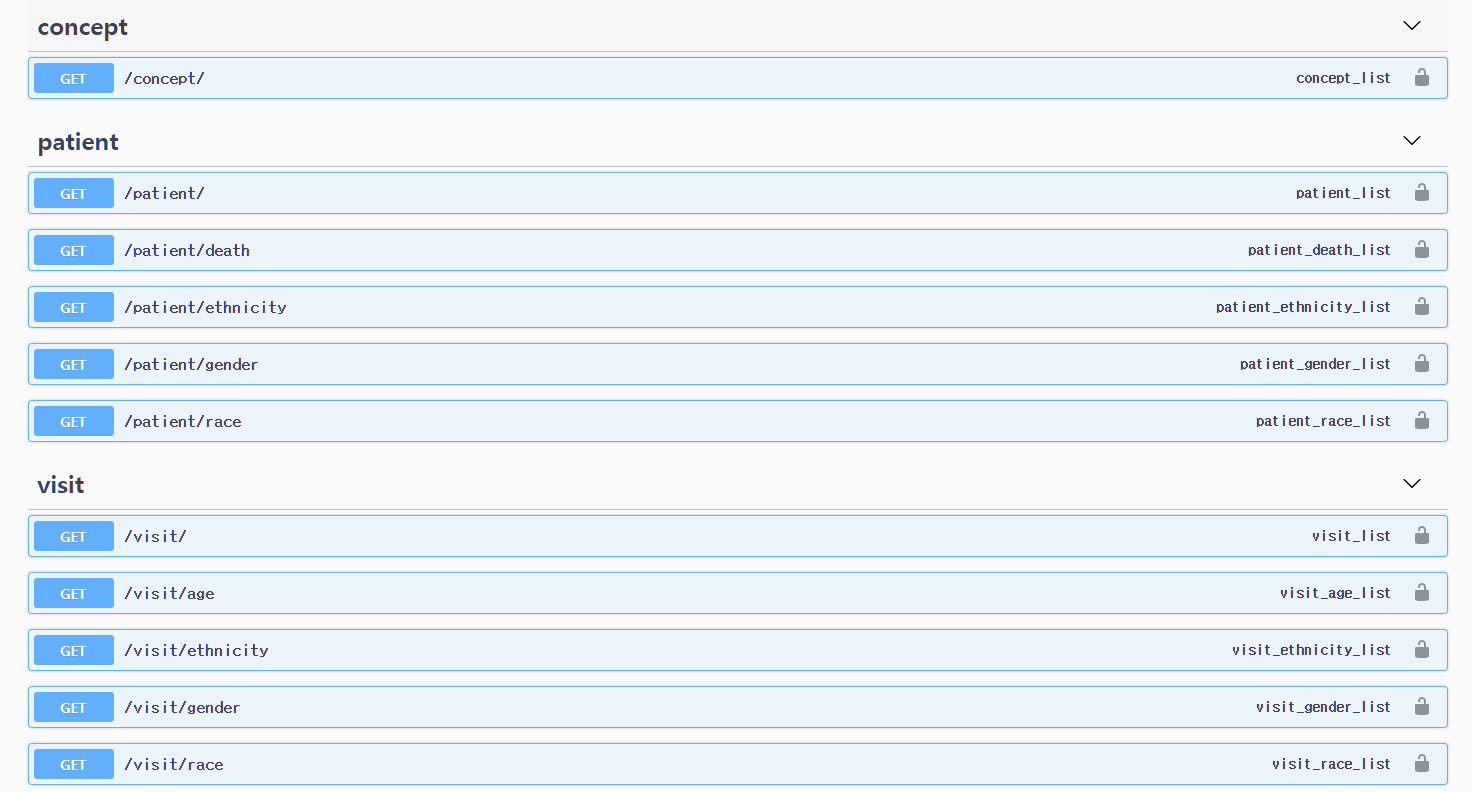 concept
GET /concept/ concept_list
patient
GET /patient/ patient_list
GET /patient/death patient_death_list
GET /patient/ethnicity patient_ethnicity_list
GET /patient/gender patient_gender_list
GET /patient/race patient_race_list
visit
GET /visit/ visit_list
GET /visit/age visit_age_list
GET /visit/ethnicity visit_ethnicity_list
GET /visit/gender visit_gender_list
GET /visit/race visit_race_list